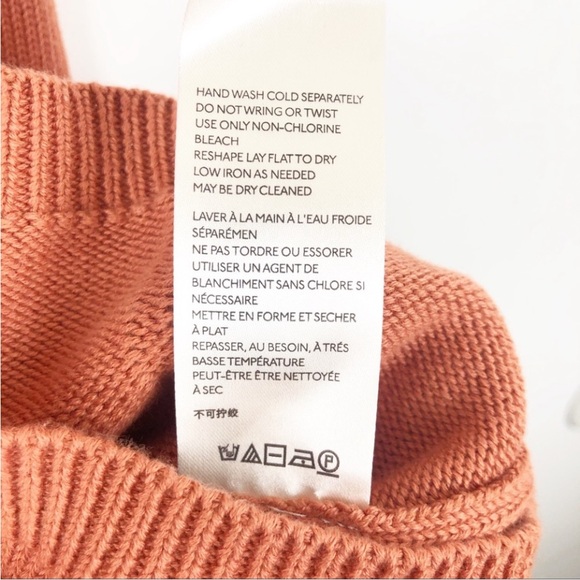 HAND WASH COLD SEPARATELY
DO NOT WRING OR TWIST
USE ONLY NON-CHLORINE
BLEACH
RESHAPE LAY FLAT TO DRY
LOW IRON AS NEEDED
MAY BE DRY CLEANED
LAVER À LA MAIN À L'EAU FROIDE
SÉPARÉMEN
NE PAS TORDRE OU ESSORER
UTILISER UN AGENT DE
BLANCHIMENT SANS CHLORE SI
NÉCESSAIRE
METTRE EN FORME ET SECHER
À PLAT
REPASSER, AU BESOIN, À TRÉS
BASSE TEMPÉRATURE
PEUT-ÊTRE ÊTRE NETTOYÉE
À SEC
不可拧绞
P